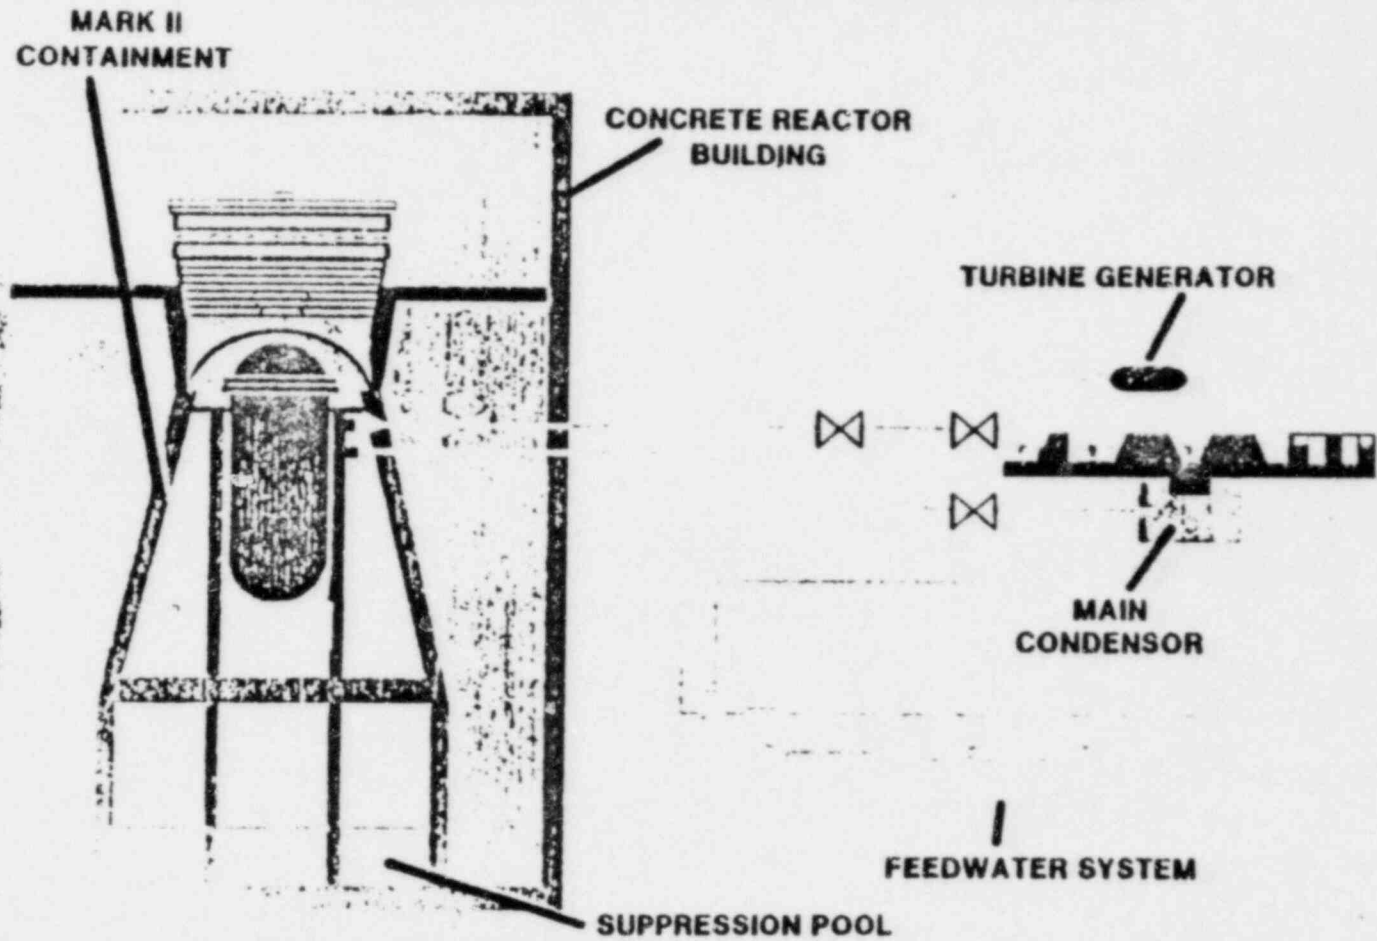 MARK II
CONTAINMENT
CONCRETE REACTOR
BUILDING
TURBINE GENERATOR
MAIN
CONDENSOR
FEEDWATER SYSTEM
SUPPRESSION POOL